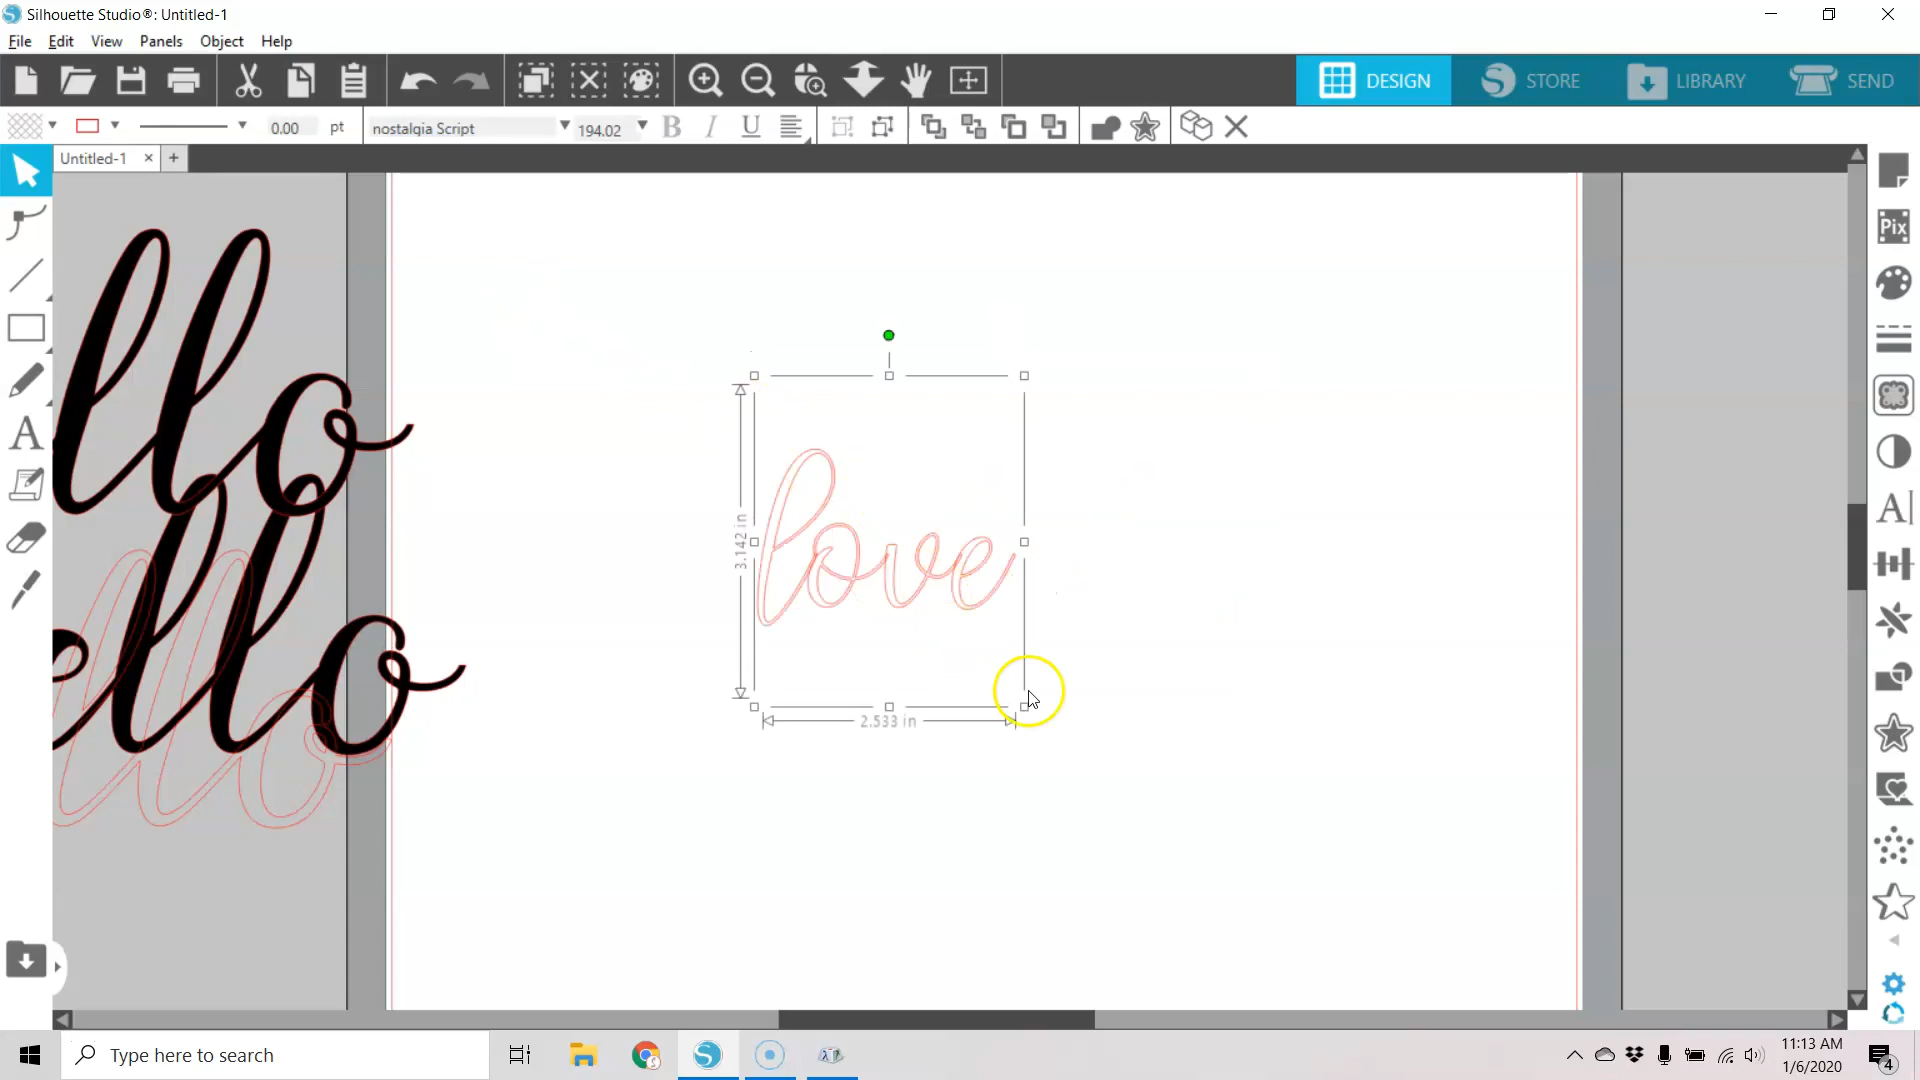 Silhouette Studio®: Untitled-1
File Edit View Panels Object Help
DESIGN STORE LIBRARY SEND
0.00 pt nostalgia Script 194.02 B I U
Untitled-1
Pix
A
A
llo
love
3.142 in
2.533 in
ello
llo
Type here to search
11:13 AM
1/6/2020
4